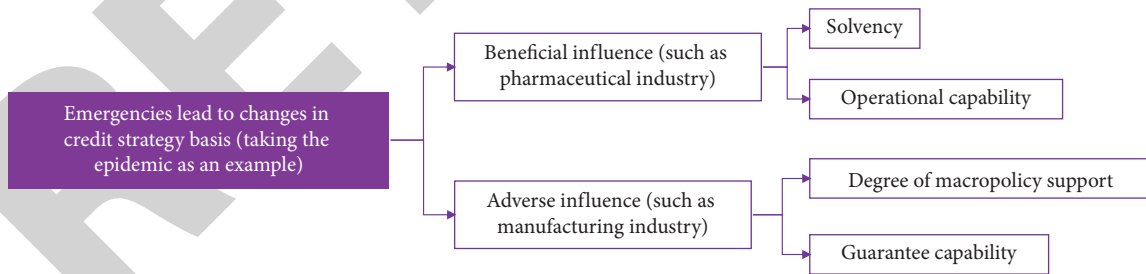 Emergencies lead to changes in
credit strategy basis (taking the
epidemic as an example)
Beneficial influence (such as
pharmaceutical industry)
Solvency
Operational capability
Adverse influence (such as
manufacturing industry)
Degree of macropolicy support
Guarantee capability